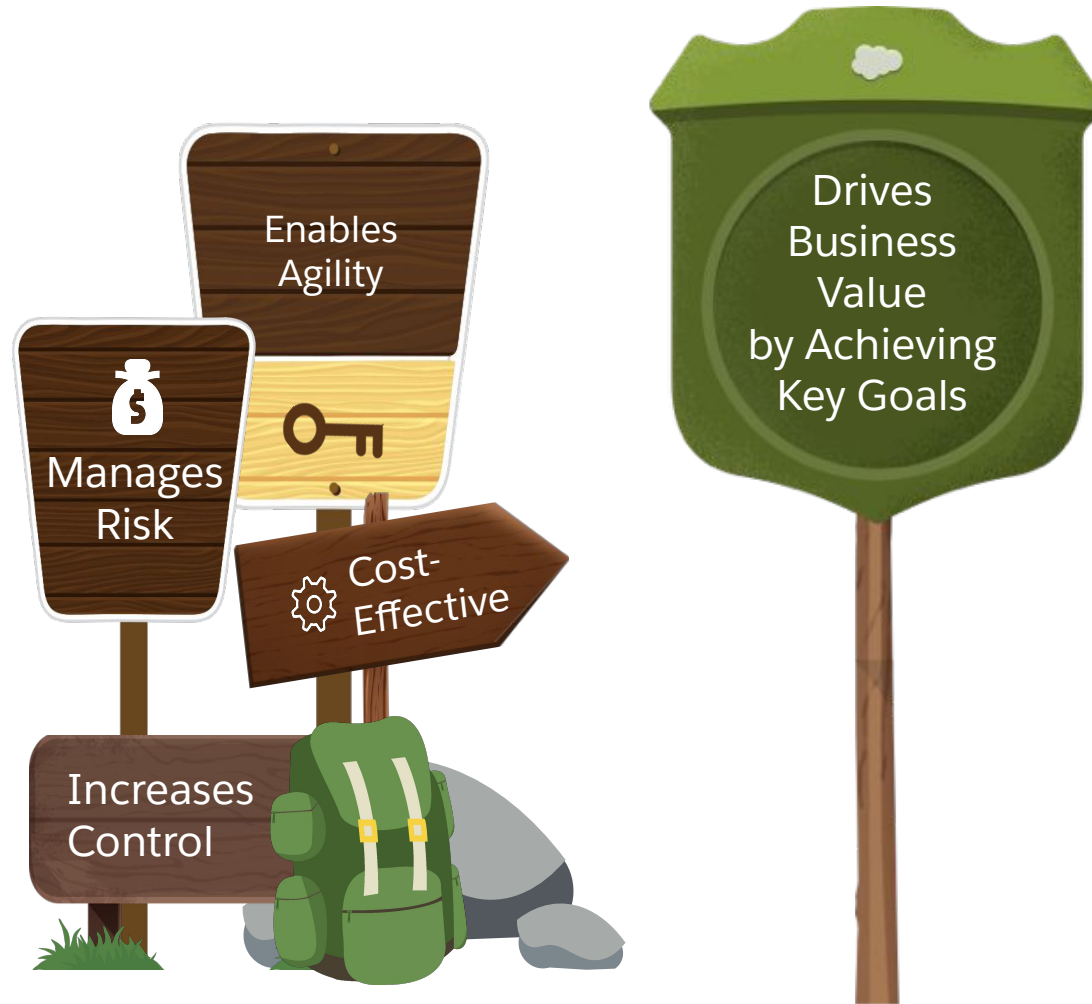 Enables
Agility
Manages
Risk
Cost-
Effective
Increases
Control
Drives
Business
Value
by Achieving
Key Goals